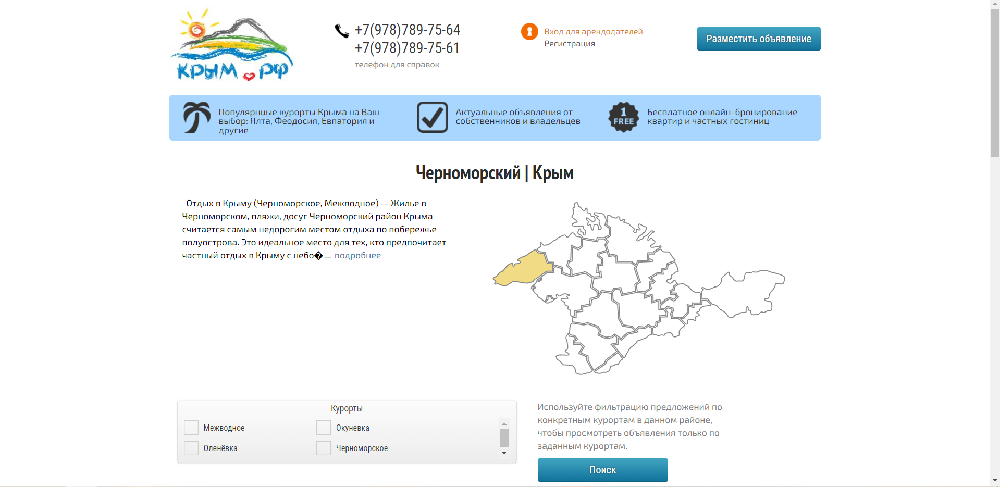 крым рф
+7(978)789-75-64
+7(978)789-75-61
телефон для справок
Вход для арендодателей
Регистрация
Разместить объявление
Популярниые курорты Крыма на Ваш
выбор: Ялта, Феодосия, Евпатория и
другие
Актуальные объявления от
собственников и владельцев
1
FREE
Бесплатное онлайн-бронирование
квартир и частных гостиниц
Черноморский | Крым
Отдых в Крыму (Черноморское, Межводное) — Жилье в
Черноморском, пляжи, досуг Черноморский район Крыма
считается самым недорогим местом отдыха по побережье
полуострова. Это идеальное место для тех, кто предпочитает
частный отдых в Крыму с небо� ... подробнее
Курорты
Межводное
Окуневка
Оленёвка
Черноморское
Используйте фильтрацию предложений по
конкретным курортам в данном районе,
чтобы просмотреть объявления только по
заданным курортам.
Поиск